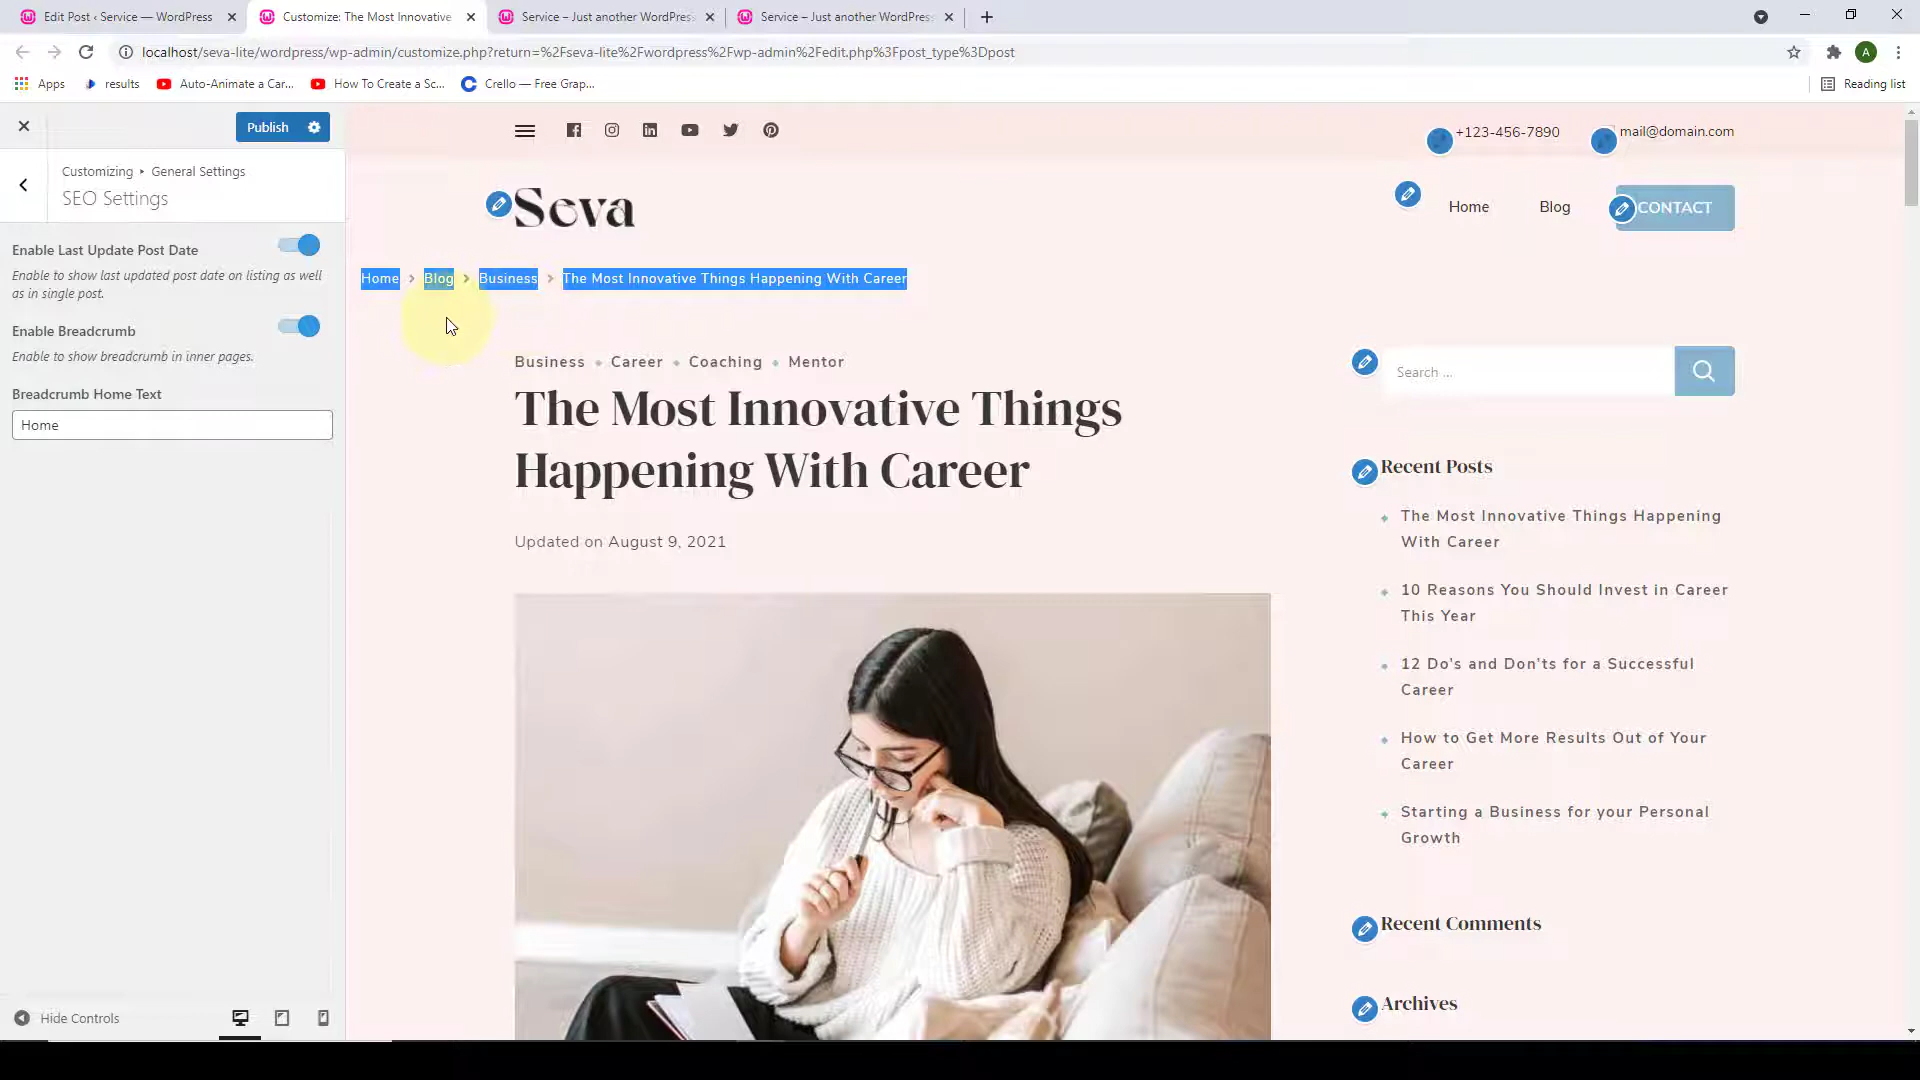 Edit Post ‹ Service — WordPress
Customize: The Most Innovative
Service – Just another WordPress
Service – Just another WordPress
localhost/seva-lite/wordpress/wp-admin/customize.php?return=%2Fseva-lite%2Fwordpress%2Fwp-admin%2Fedit.php%3Fpost_type%3Dpost
A
Apps
results
Auto-Animate a Car...
How To Create a Sc...
Crello — Free Grap...
Reading list
Publish
Customizing ▸ General Settings
SEO Settings
Enable Last Update Post Date
Enable to show last updated post date on listing as well
as in single post.
Enable Breadcrumb
Enable to show breadcrumb in inner pages.
Breadcrumb Home Text
Home
Hide Controls
+123-456-7890
mail@domain.com
Seva
Home
Blog
CONTACT
Home > Blog > Business > The Most Innovative Things Happening With Career
Business Career Coaching Mentor
The Most Innovative Things
Happening With Career
Updated on August 9, 2021
Search ...
Recent Posts
The Most Innovative Things Happening
With Career
10 Reasons You Should Invest in Career
This Year
12 Do's and Don'ts for a Successful
Career
How to Get More Results Out of Your
Career
Starting a Business for your Personal
Growth
Recent Comments
Archives